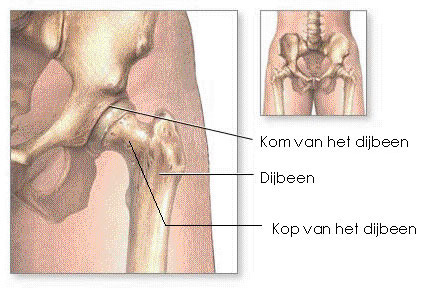 Kom van het dijbeen
Dijbeen
Kop van het dijbeen